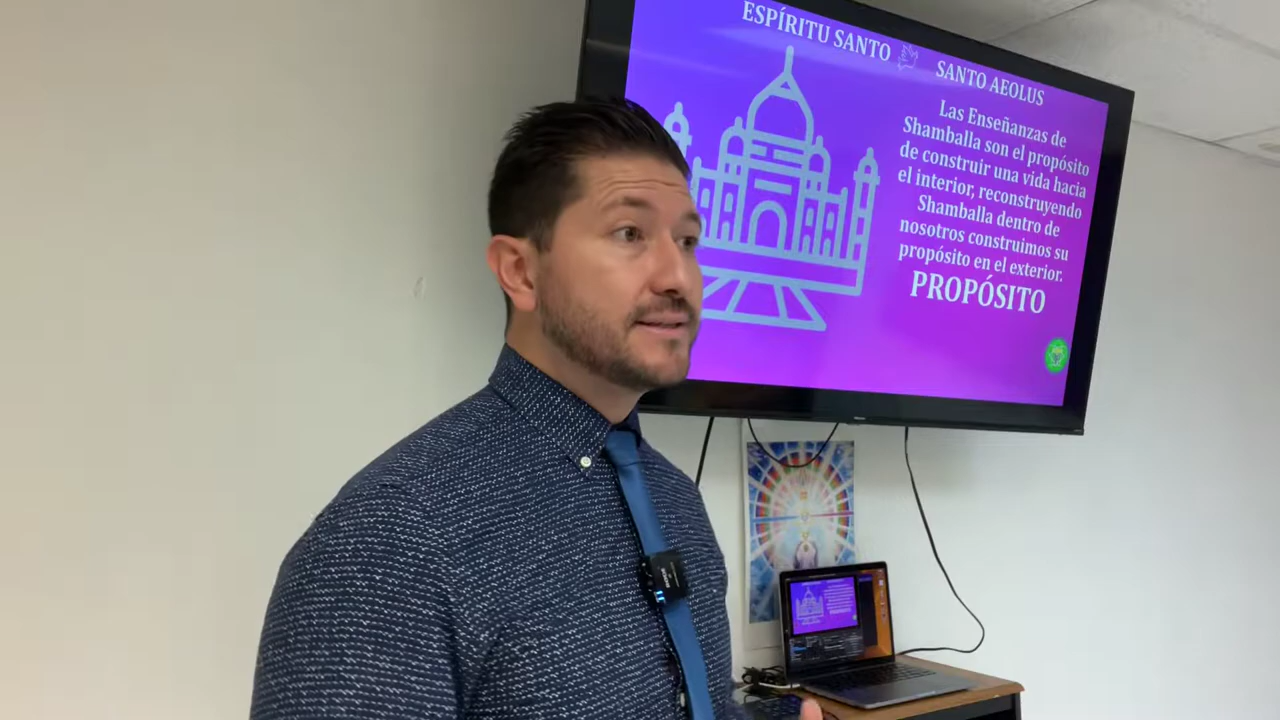 ESPÍRITU SANTO
SANTO AEOLUS
Las Enseñanzas de
Shamballa son el propósito
de construir una vida hacia
el interior, reconstruyendo
Shamballa dentro de
nosotros construimos su
propósito en el exterior.
PROPÓSITO